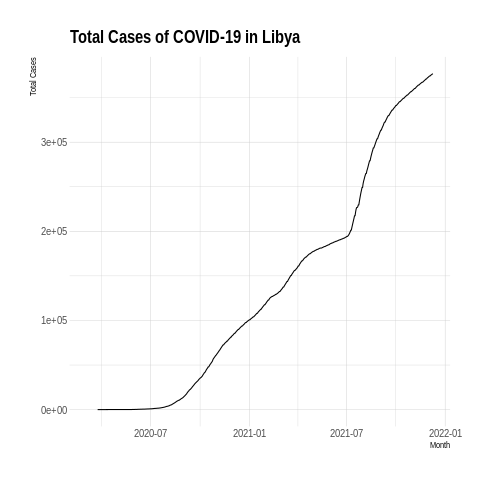 Total Cases of COVID-19 in Libya
Total Cases
3e+05
2e+05
1e+05
0e+00
2020-07 2021-01 2021-07 2022-01
Month